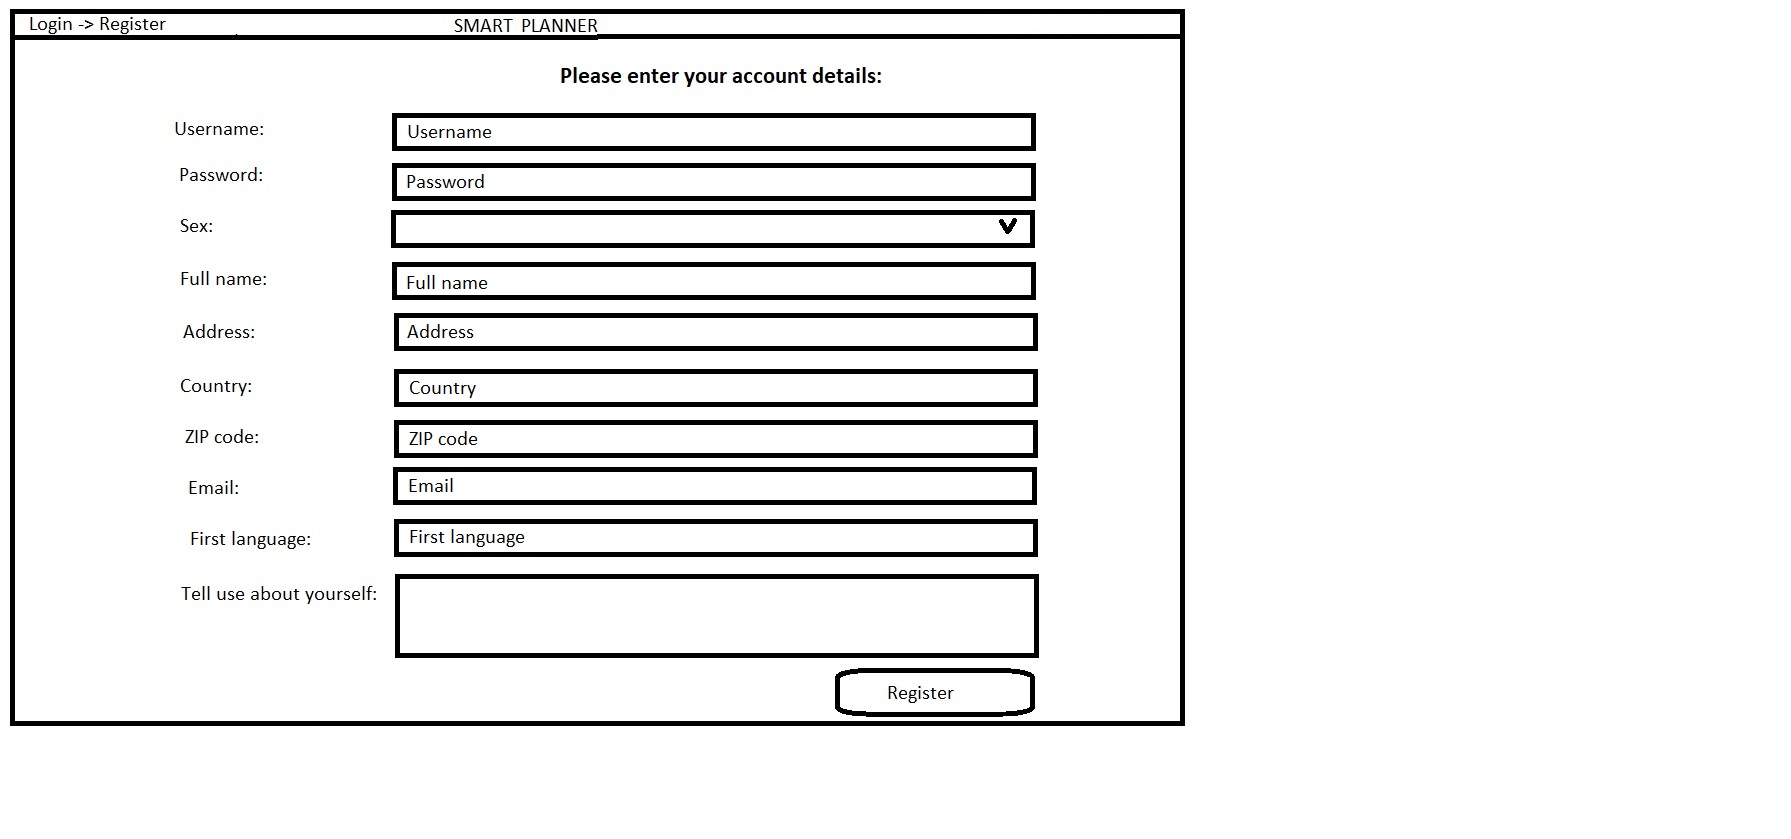 Login -> Register
SMART PLANNER
Please enter your account details:
Username:
Username
Password:
Password
Sex:
Full name:
Full name
Address:
Address
Country:
Country
ZIP code:
ZIP code
Email:
Email
First language:
First language
Tell use about yourself:
Register